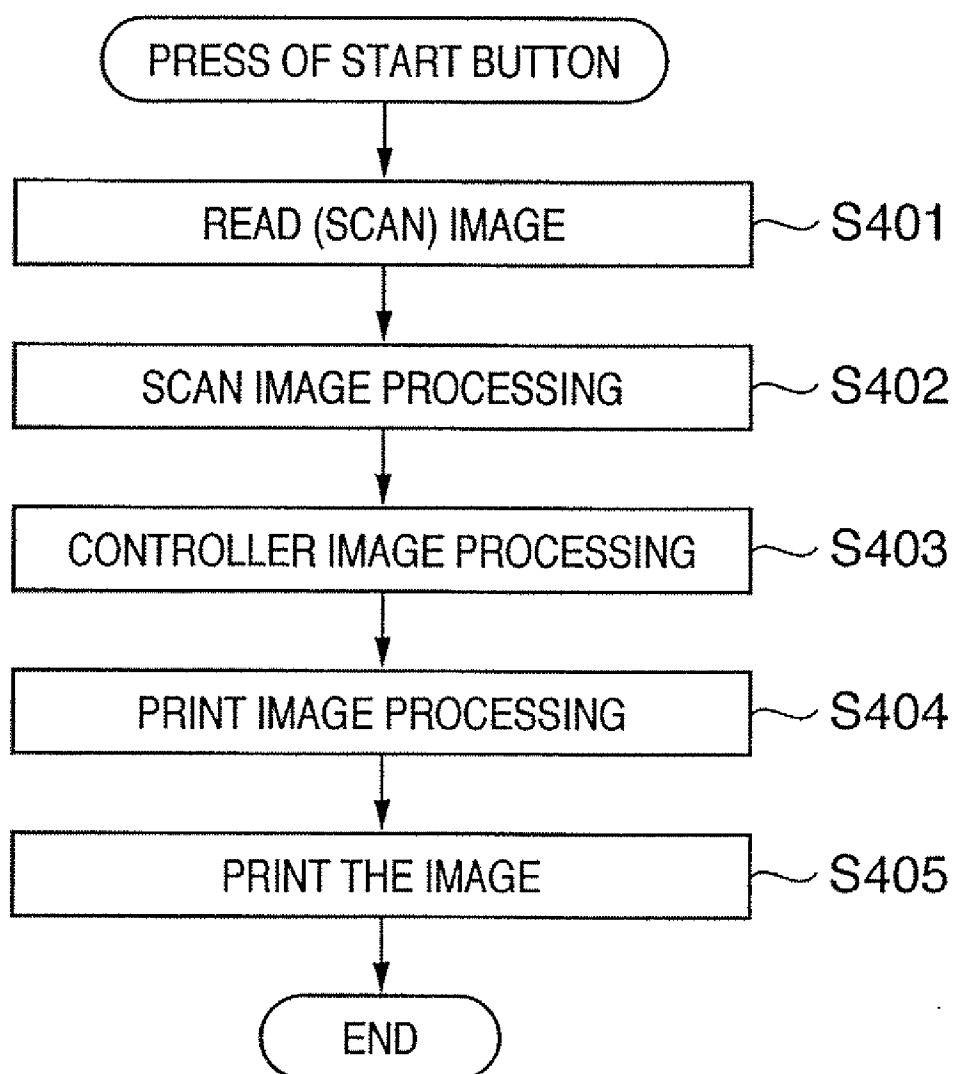 PRESS OF START BUTTON
READ (SCAN) IMAGE S401
SCAN IMAGE PROCESSING S402
CONTROLLER IMAGE PROCESSING S403
PRINT IMAGE PROCESSING S404
PRINT THE IMAGE S405
END